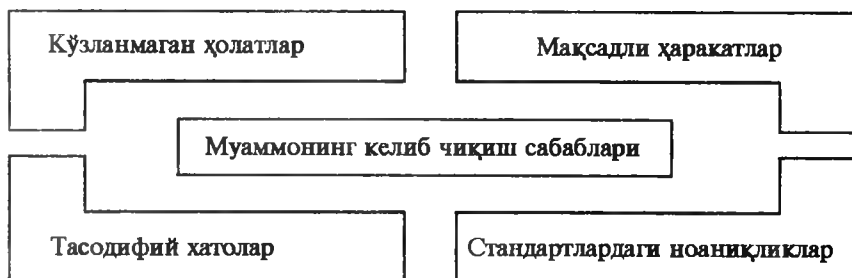 Кўзланмаган ҳолатлар
Мақсадли ҳаракатлар
Муаммонинг келиб чиқиш сабаблари
Тасодифий хатолар
Стандартлардаги ноаниқликлар